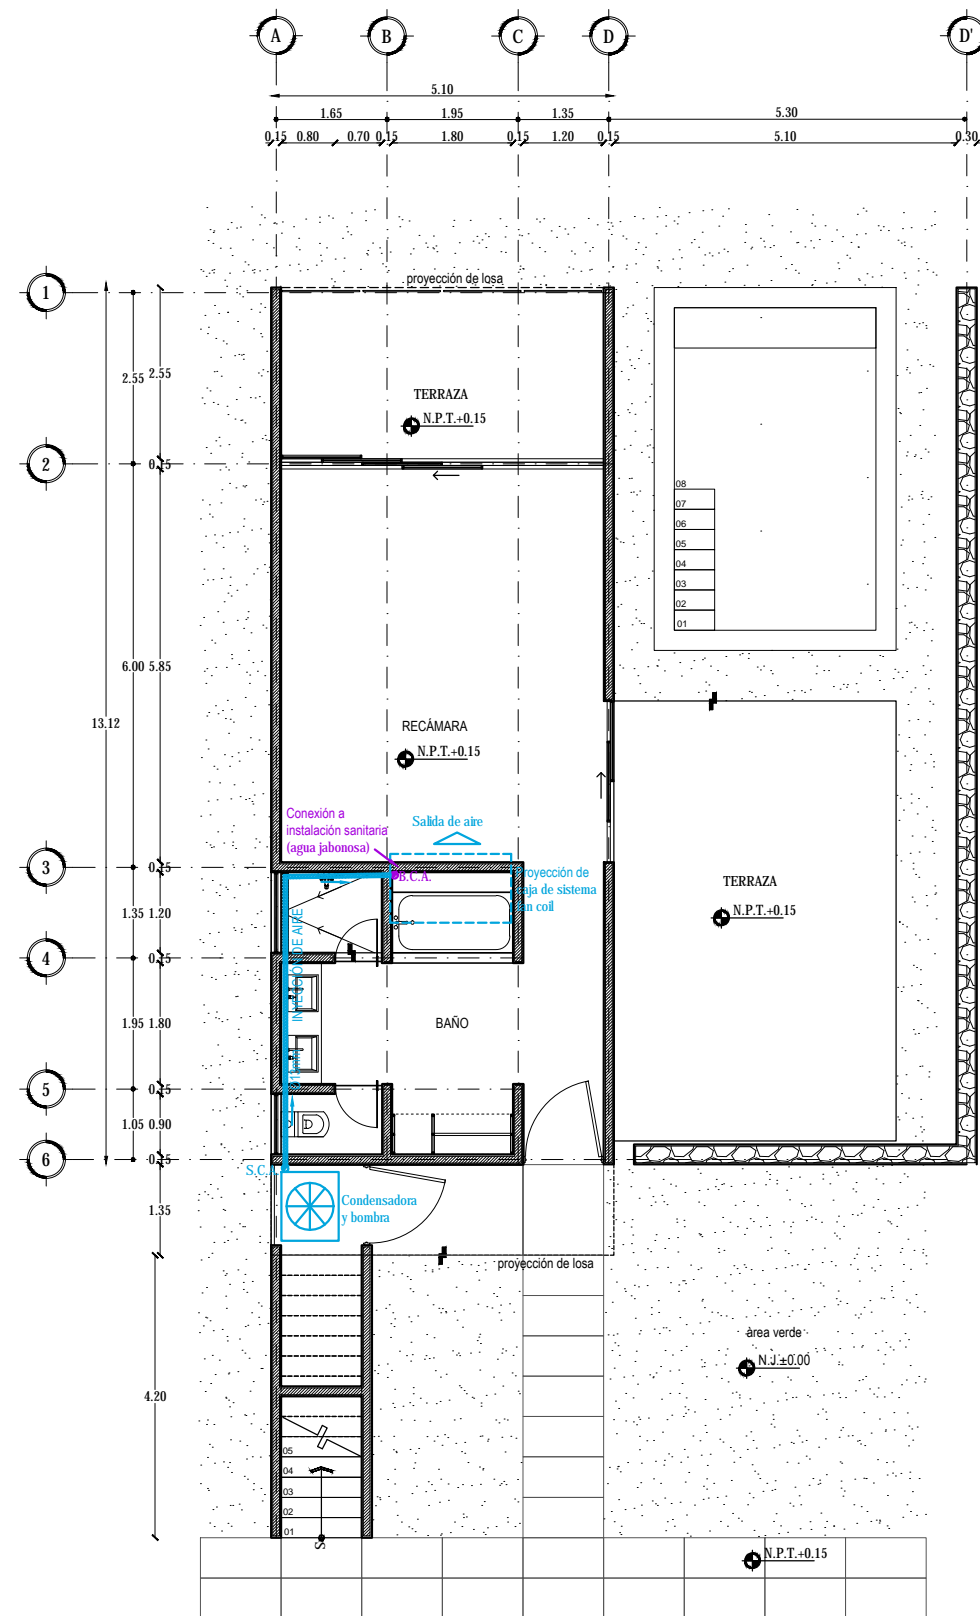 A B C D D'
5.10
1.65 1.95 1.35 5.30
0.15 0.80 0.70 0.15 1.80 0.15 1.20 0.15 5.10 0.30
proyección de losa
1
2.55 2.55
TERRAZA
N.P.T.+0.15
2
0.15
08
07
06
05
04
03
02
01
6.00 5.85
13.12
RECÁMARA
N.P.T.+0.15
Conexión a
instalación sanitaria
(agua jabonosa)
Salida de aire
3
0.15
B.C.A.
proyección de
caja de sistema
fan coil
TERRAZA
N.P.T.+0.15
1.35 1.20
INYECCIÓN DE AIRE
4
0.15
1.95 1.80
BAÑO
5
0.15
1.05 0.90
6
0.15
S.C.A.
Condensadora
y bombra
1.35
proyección de losa
área verde
N.J.±0.00
4.20
05
04
03
02
01
S
N.P.T.+0.15